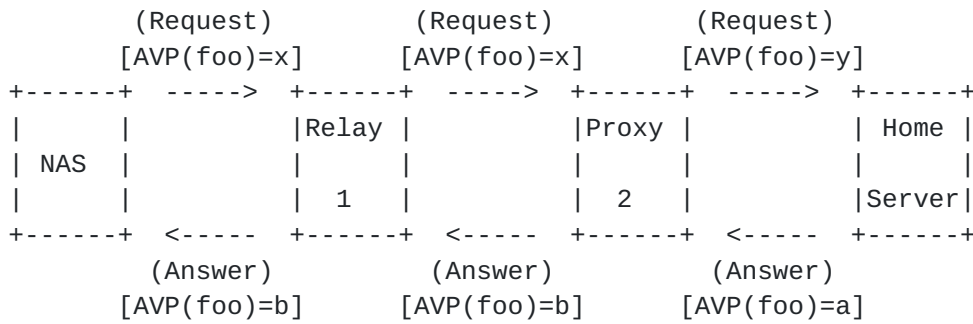 (Request) (Request) (Request)
[AVP(foo)=x] [AVP(foo)=x] [AVP(foo)=y]
+------+ -----> +------+ -----> +------+ -----> +------+
| | |Relay | |Proxy | | Home |
| NAS | | | | | | |
| | | 1 | | 2 | |Server|
+------+ <----- +------+ <----- +------+ <----- +------+
(Answer) (Answer) (Answer)
[AVP(foo)=b] [AVP(foo)=b] [AVP(foo)=a]